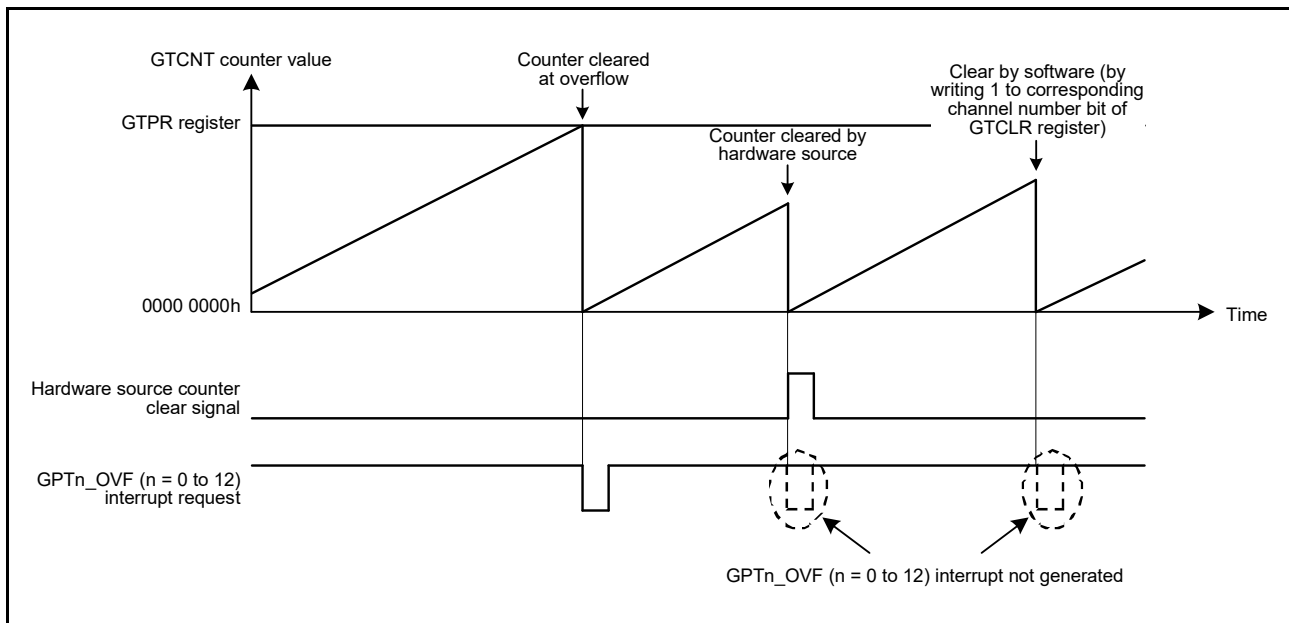 GTCNT counter value
Counter cleared
at overflow
Clear by software (by
writing 1 to corresponding
channel number bit of
GTCLR register)
GTPR register
Counter cleared by
hardware source
0000 0000h
Time
Hardware source counter
clear signal
GPTn_OVF (n = 0 to 12)
interrupt request
GPTn_OVF (n = 0 to 12) interrupt not generated